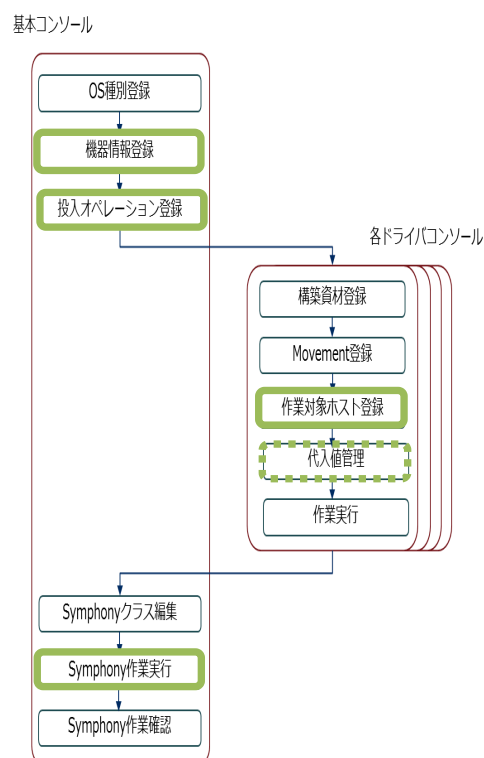 基本コンソール
OS種別登録
機器情報登録
投入オペレーション登録
各ドライバコンソール
構築資材登録
Movement登録
作業対象ホスト登録
代入値管理
作業実行
Symphonyクラス編集
Symphony作業実行
Symphony作業確認